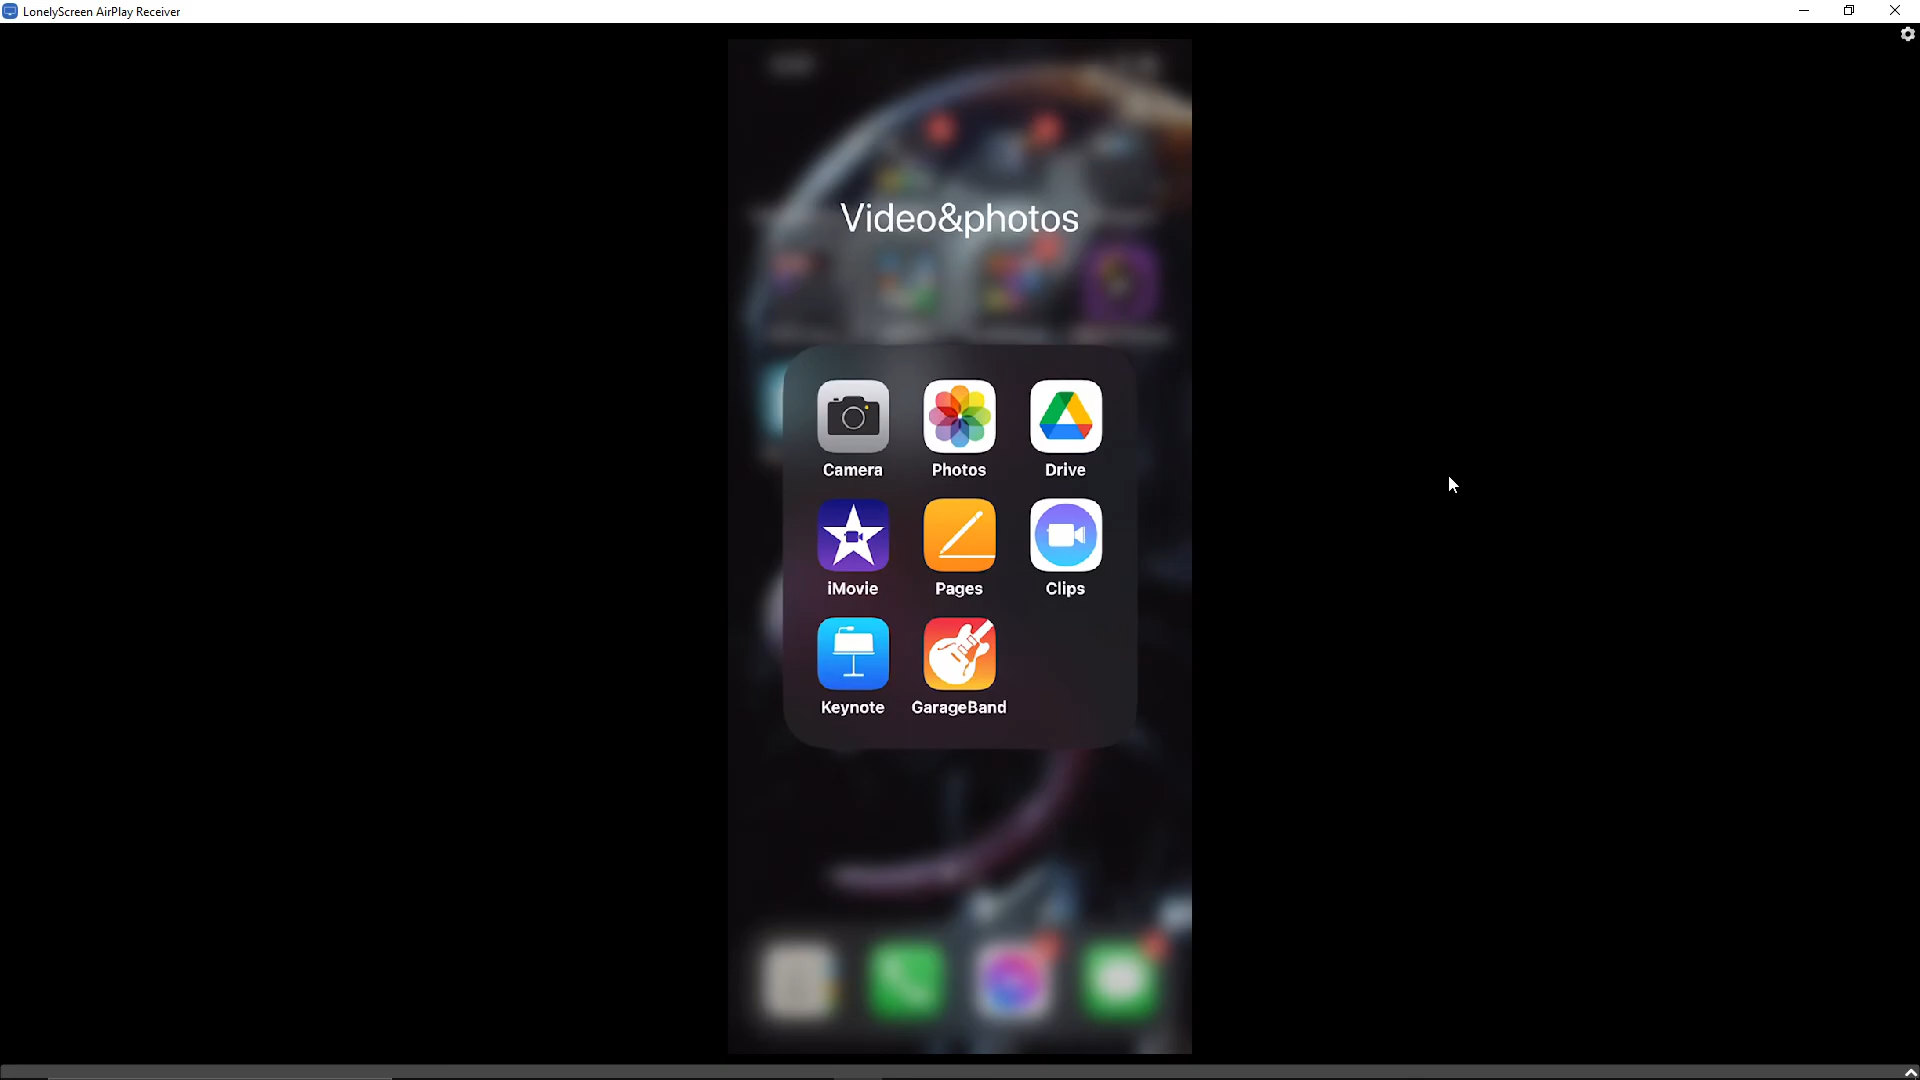 LonelyScreen AirPlay Receiver
Video&photos
Camera Photos Drive
iMovie Pages Clips
Keynote GarageBand